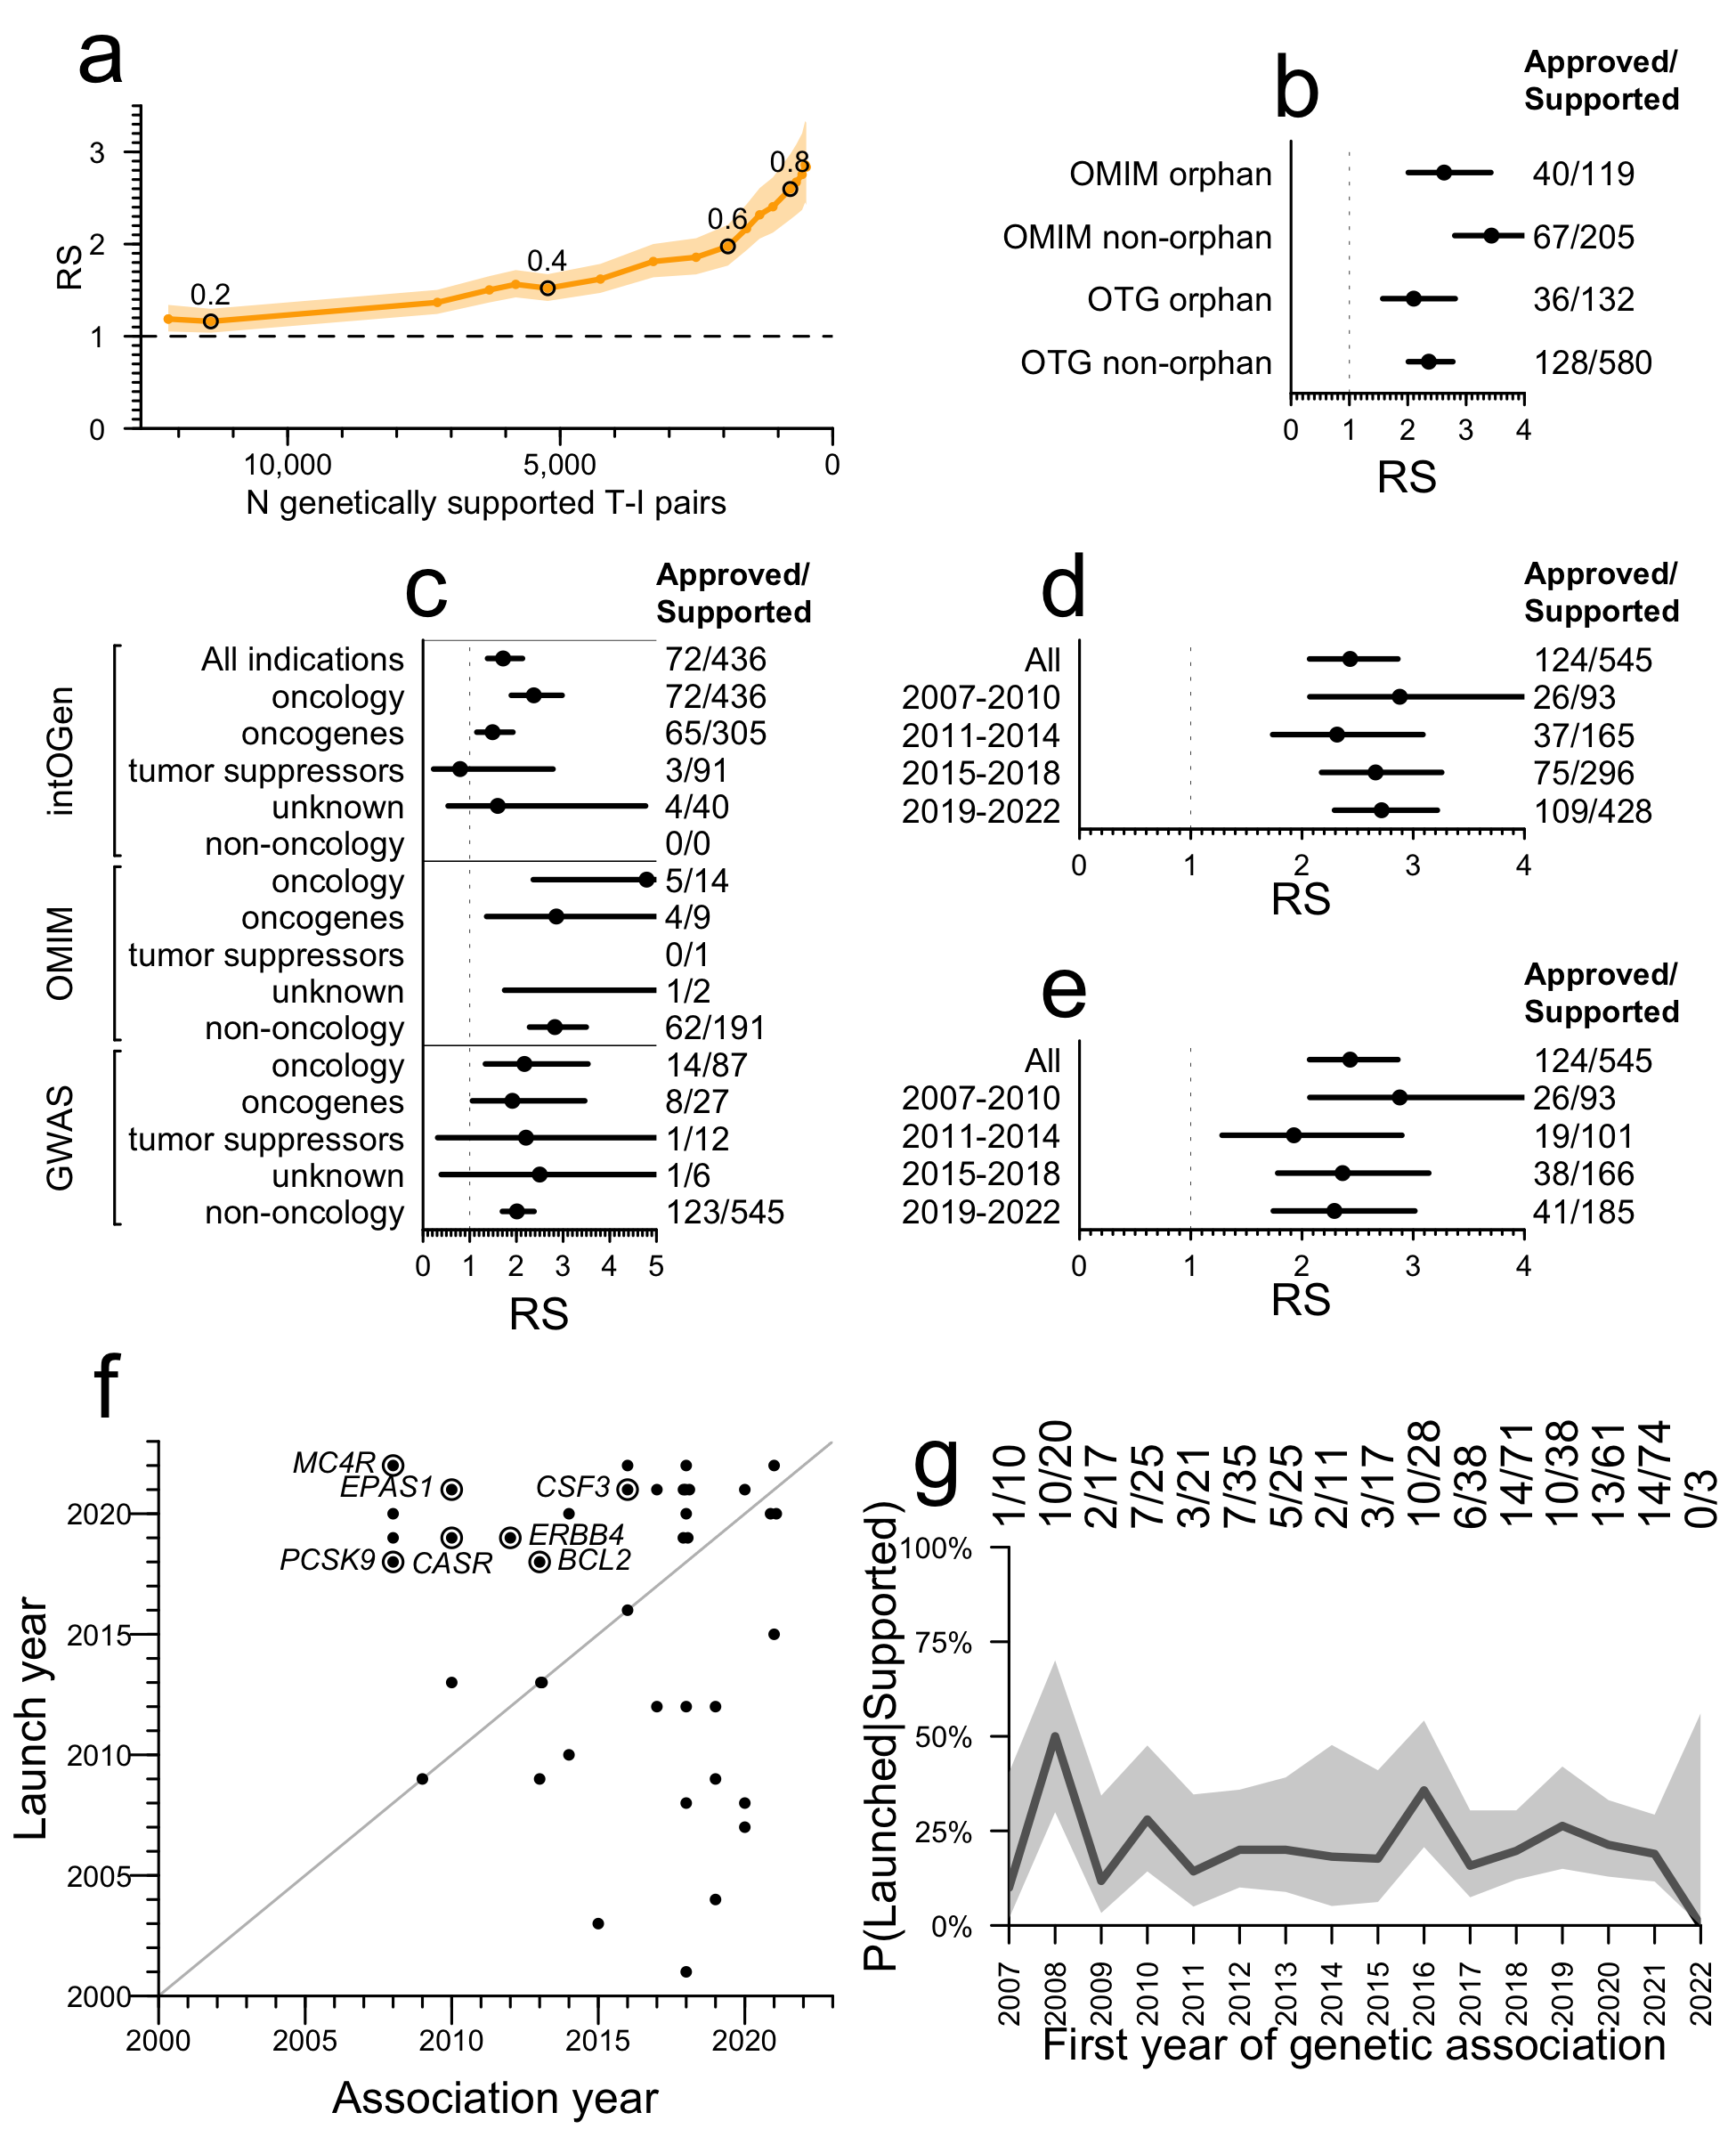 a
3
2
1
0
RS
0.2
0.4
0.6
0.8
10,000
5,000
0
N genetically supported T-I pairs
b
Approved/
Supported
OMIM orphan
40/119
OMIM non-orphan
67/205
OTG orphan
36/132
OTG non-orphan
128/580
0 1 2 3 4
RS
c
Approved/
Supported
intOGen
All indications
72/436
oncology
72/436
oncogenes
65/305
tumor suppressors
3/91
unknown
4/40
non-oncology
0/0
OMIM
oncology
5/14
oncogenes
4/9
tumor suppressors
0/1
unknown
1/2
non-oncology
62/191
GWAS
oncology
14/87
oncogenes
8/27
tumor suppressors
1/12
unknown
1/6
non-oncology
123/545
0 1 2 3 4 5
RS
d
Approved/
Supported
All
124/545
2007-2010
26/93
2011-2014
37/165
2015-2018
75/296
2019-2022
109/428
0 1 2 3 4
RS
e
Approved/
Supported
All
124/545
2007-2010
26/93
2011-2014
19/101
2015-2018
38/166
2019-2022
41/185
0 1 2 3 4
RS
f
MC4R
EPAS1
CSF3
ERBB4
PCSK9
CASR
BCL2
2020
2015
2010
2005
2000
Launch year
2000 2005 2010 2015 2020
Association year
g
1/10
10/20
2/17
7/25
3/21
7/35
5/25
2/11
3/17
10/28
6/38
14/71
10/38
13/61
14/74
0/3
100%
75%
50%
25%
0%
P(Launched|Supported)
2007
2008
2009
2010
2011
2012
2013
2014
2015
2016
2017
2018
2019
2020
2021
2022
First year of genetic association